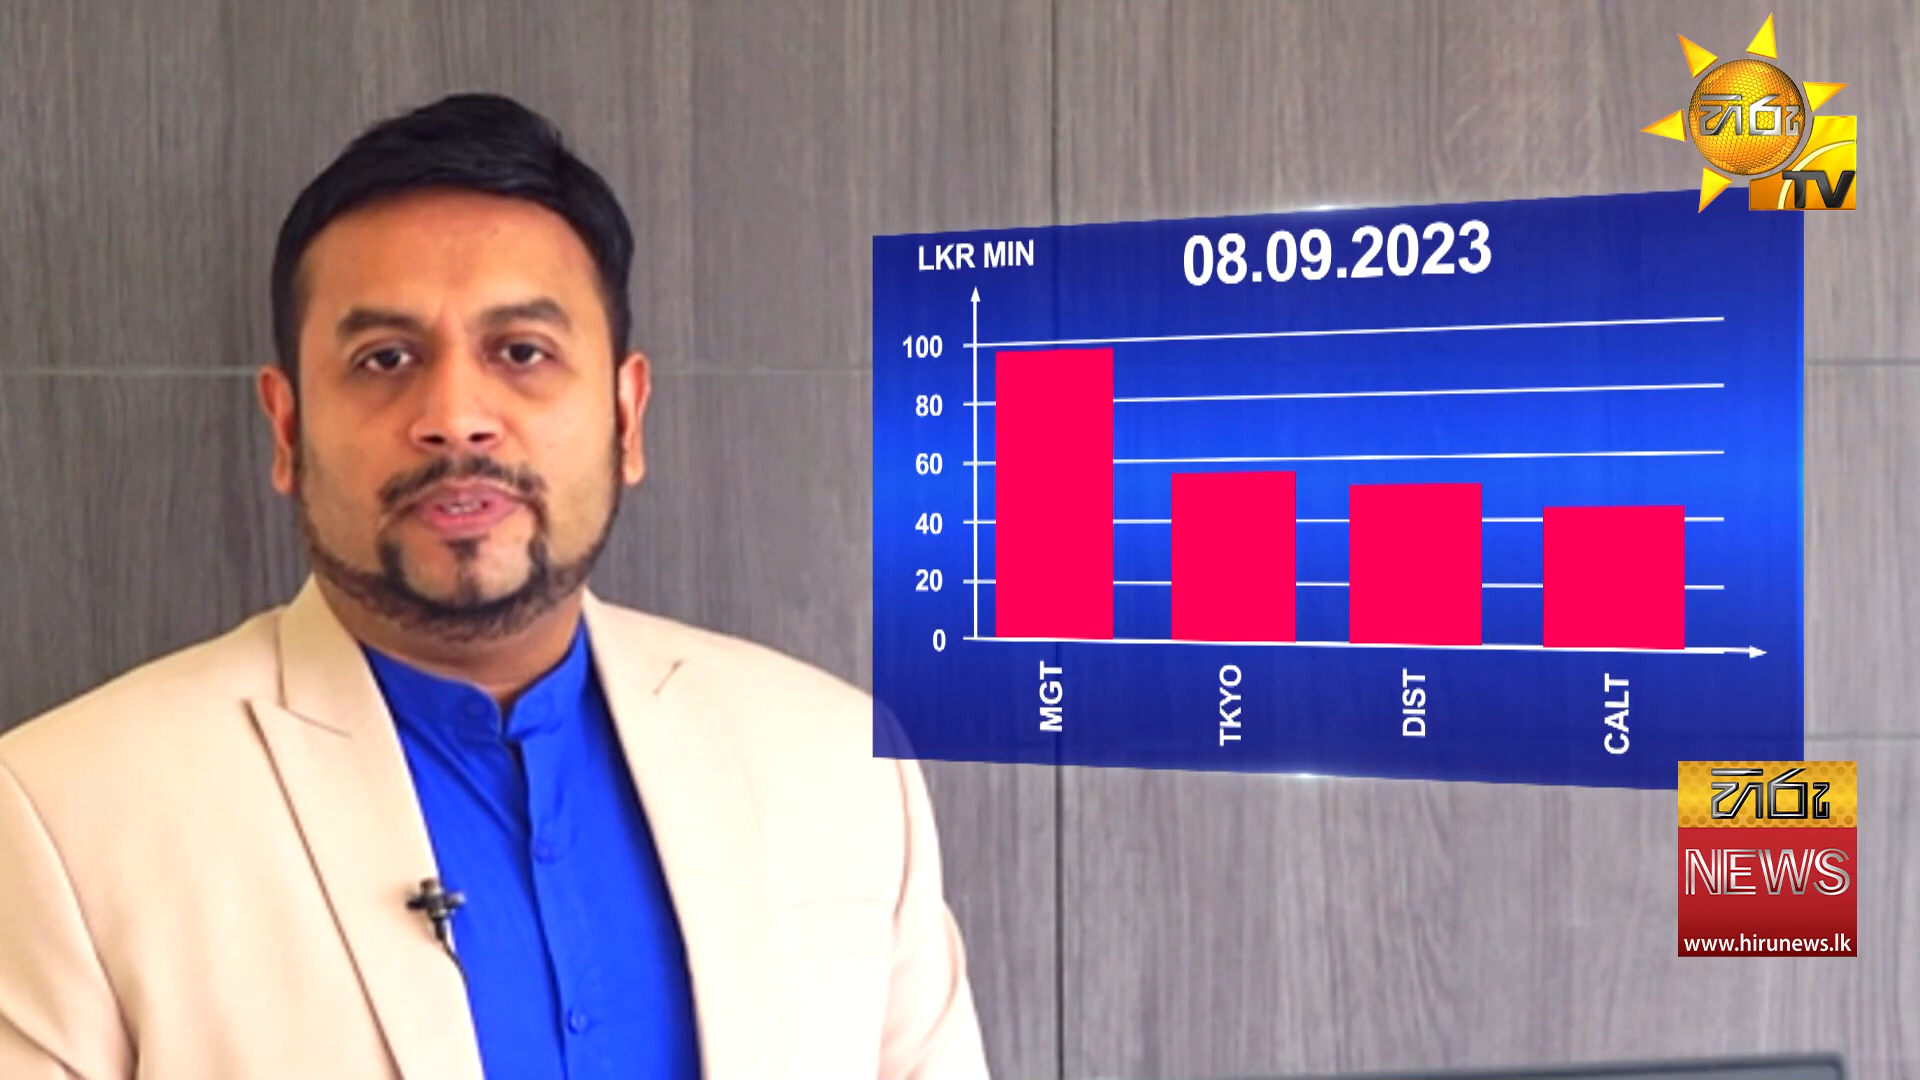 හිරු
TV
LKR MIN
08.09.2023
100
80
60
40
20
0
MGT
TKYO
DIST
CALT
හිරු
NEWS
www.hirunews.lk